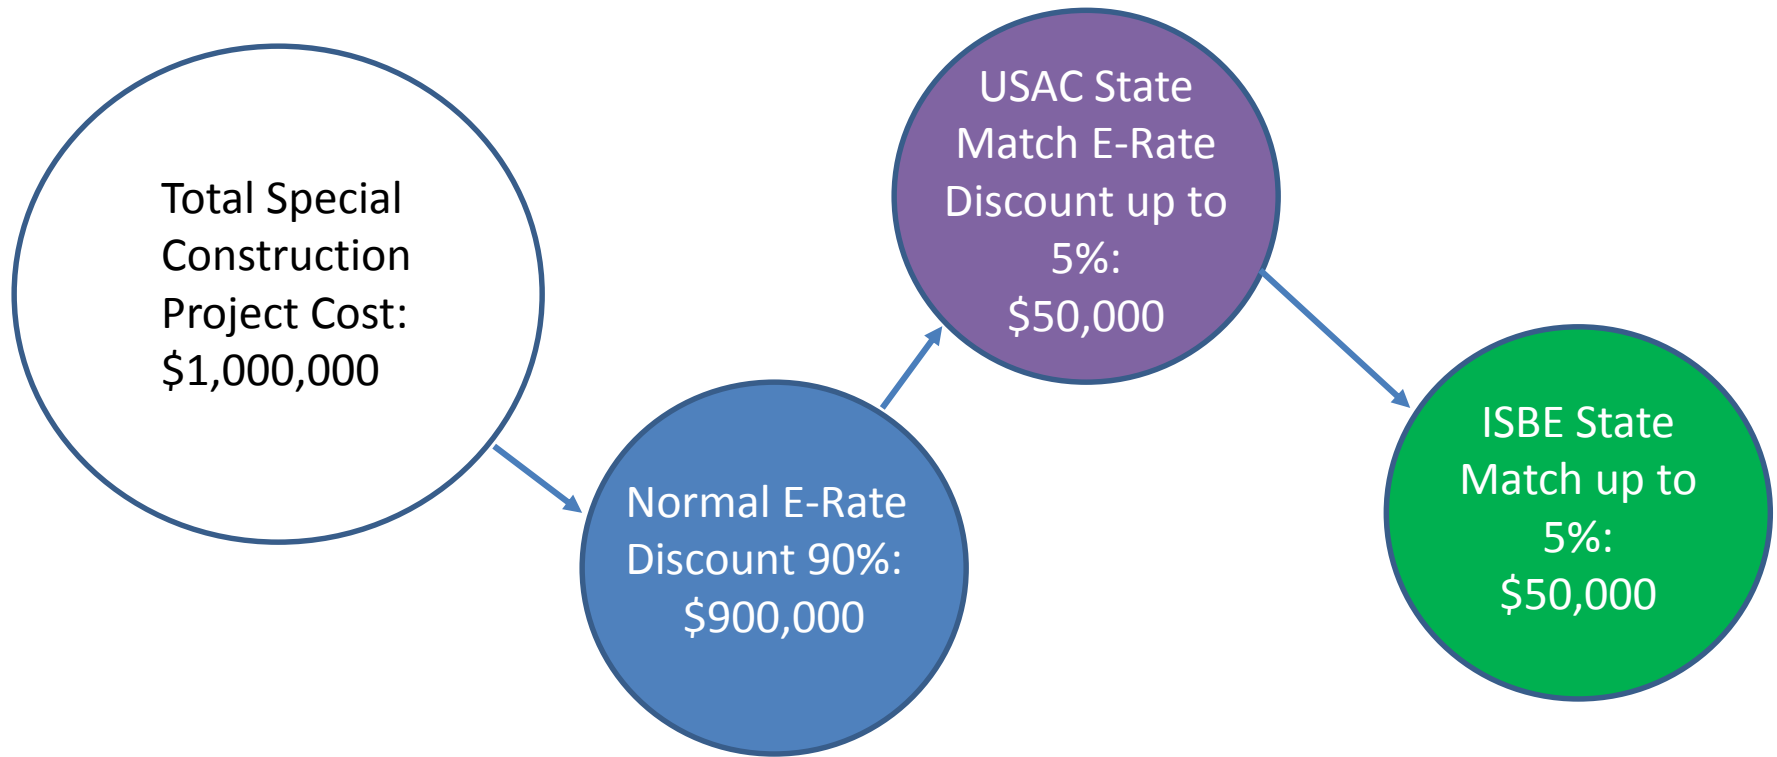 Total Special
Construction
Project Cost:
$1,000,000
Normal E-Rate
Discount 90%:
$900,000
USAC State
Match E-Rate
Discount up to
5%:
$50,000
ISBE State
Match up to
5%:
$50,000